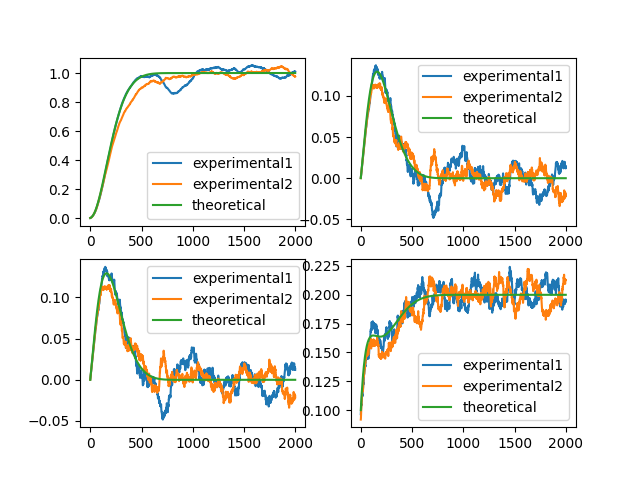 1.0
0.8
0.6
0.4
0.2
0.0
experimental1
experimental2
theoretical
0 500 1000 1500 2000
0.10
0.05
0.00
−0.05
experimental1
experimental2
theoretical
0 500 1000 1500 2000
0.10
0.05
0.00
−0.05
experimental1
experimental2
theoretical
0 500 1000 1500 2000
0.225
0.200
0.175
0.150
0.125
0.100
experimental1
experimental2
theoretical
0 500 1000 1500 2000